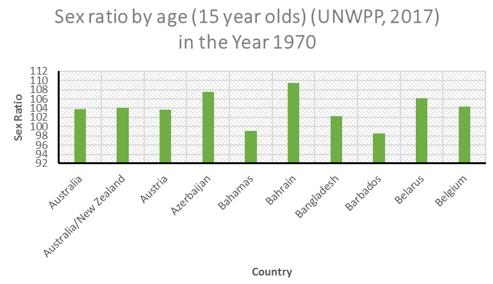 Sex ratio by age (15 year olds) (UNWPP, 2017)
in the Year 1970
Sex Ratio
112
110
108
106
104
102
100
98
96
94
92
Australia
Australia/New Zealand
Austria
Azerbaijan
Bahamas
Bahrain
Bangladesh
Barbados
Belarus
Belgium
Country